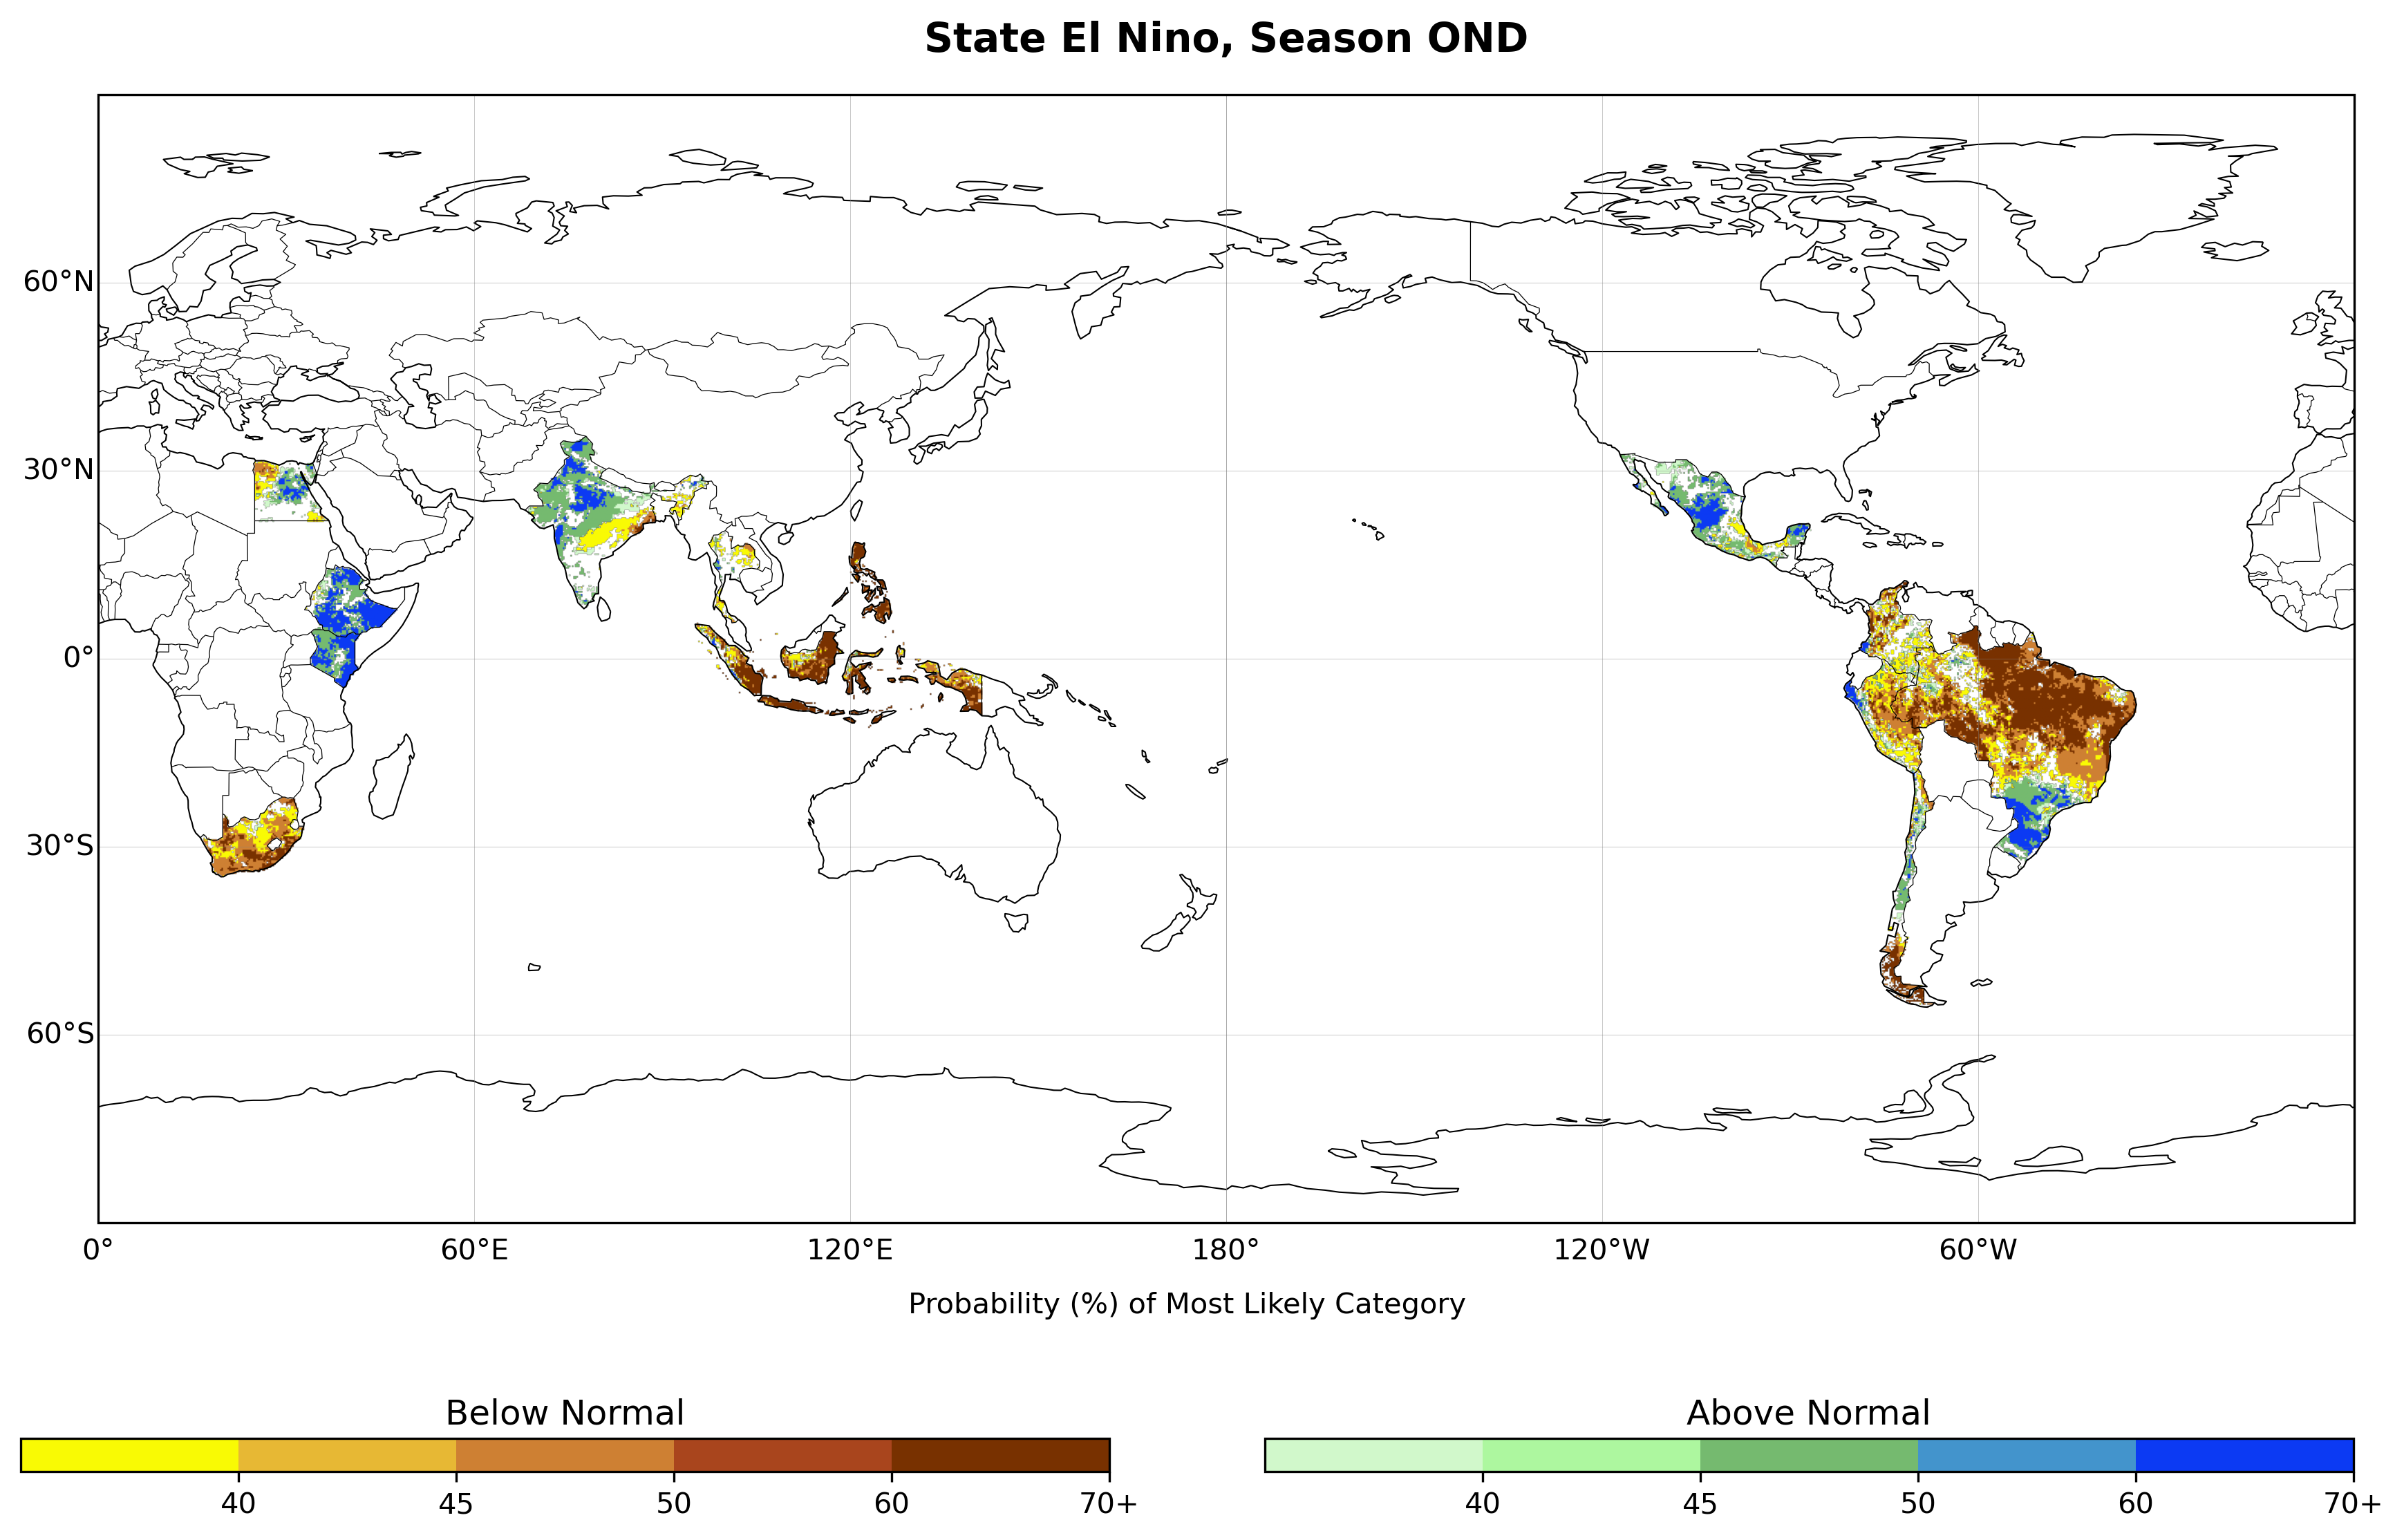 State El Nino, Season OND
60°N
30°N
0°
30°S
60°S
0°
60°E
120°E
180°
120°W
60°W
Probability (%) of Most Likely Category
Below Normal
40
45
50
60
70+
Above Normal
40
45
50
60
70+